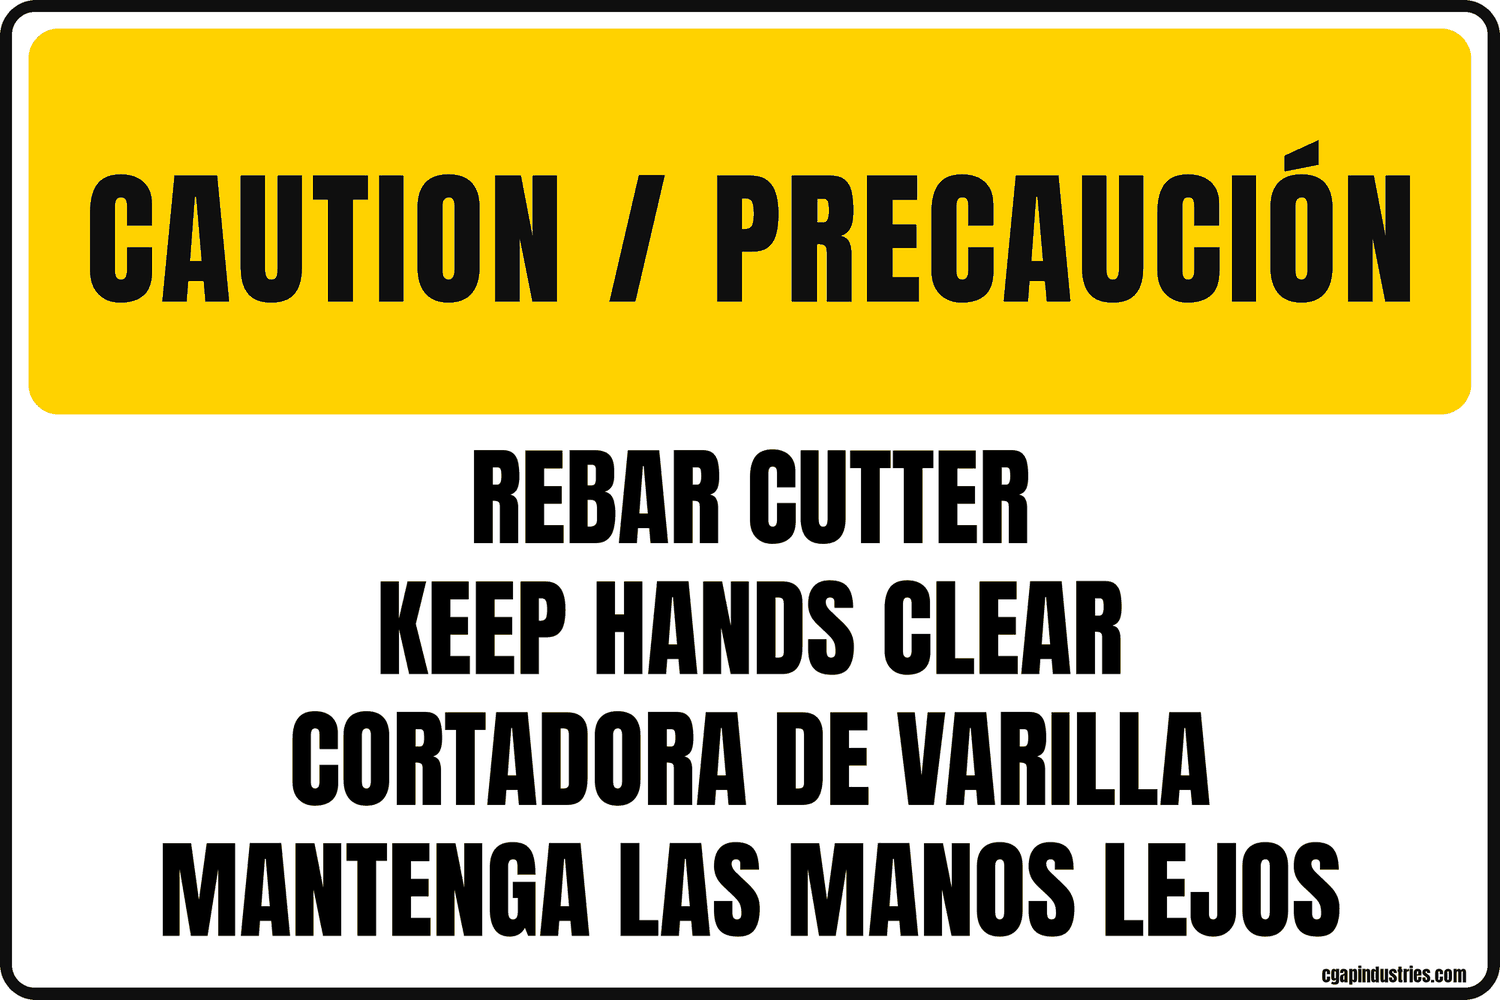 CAUTION / PRECAUCIÓN
REBAR CUTTER
KEEP HANDS CLEAR
CORTADORA DE VARILLA
MANTENGA LAS MANOS LEJOS
cgapindustries.com